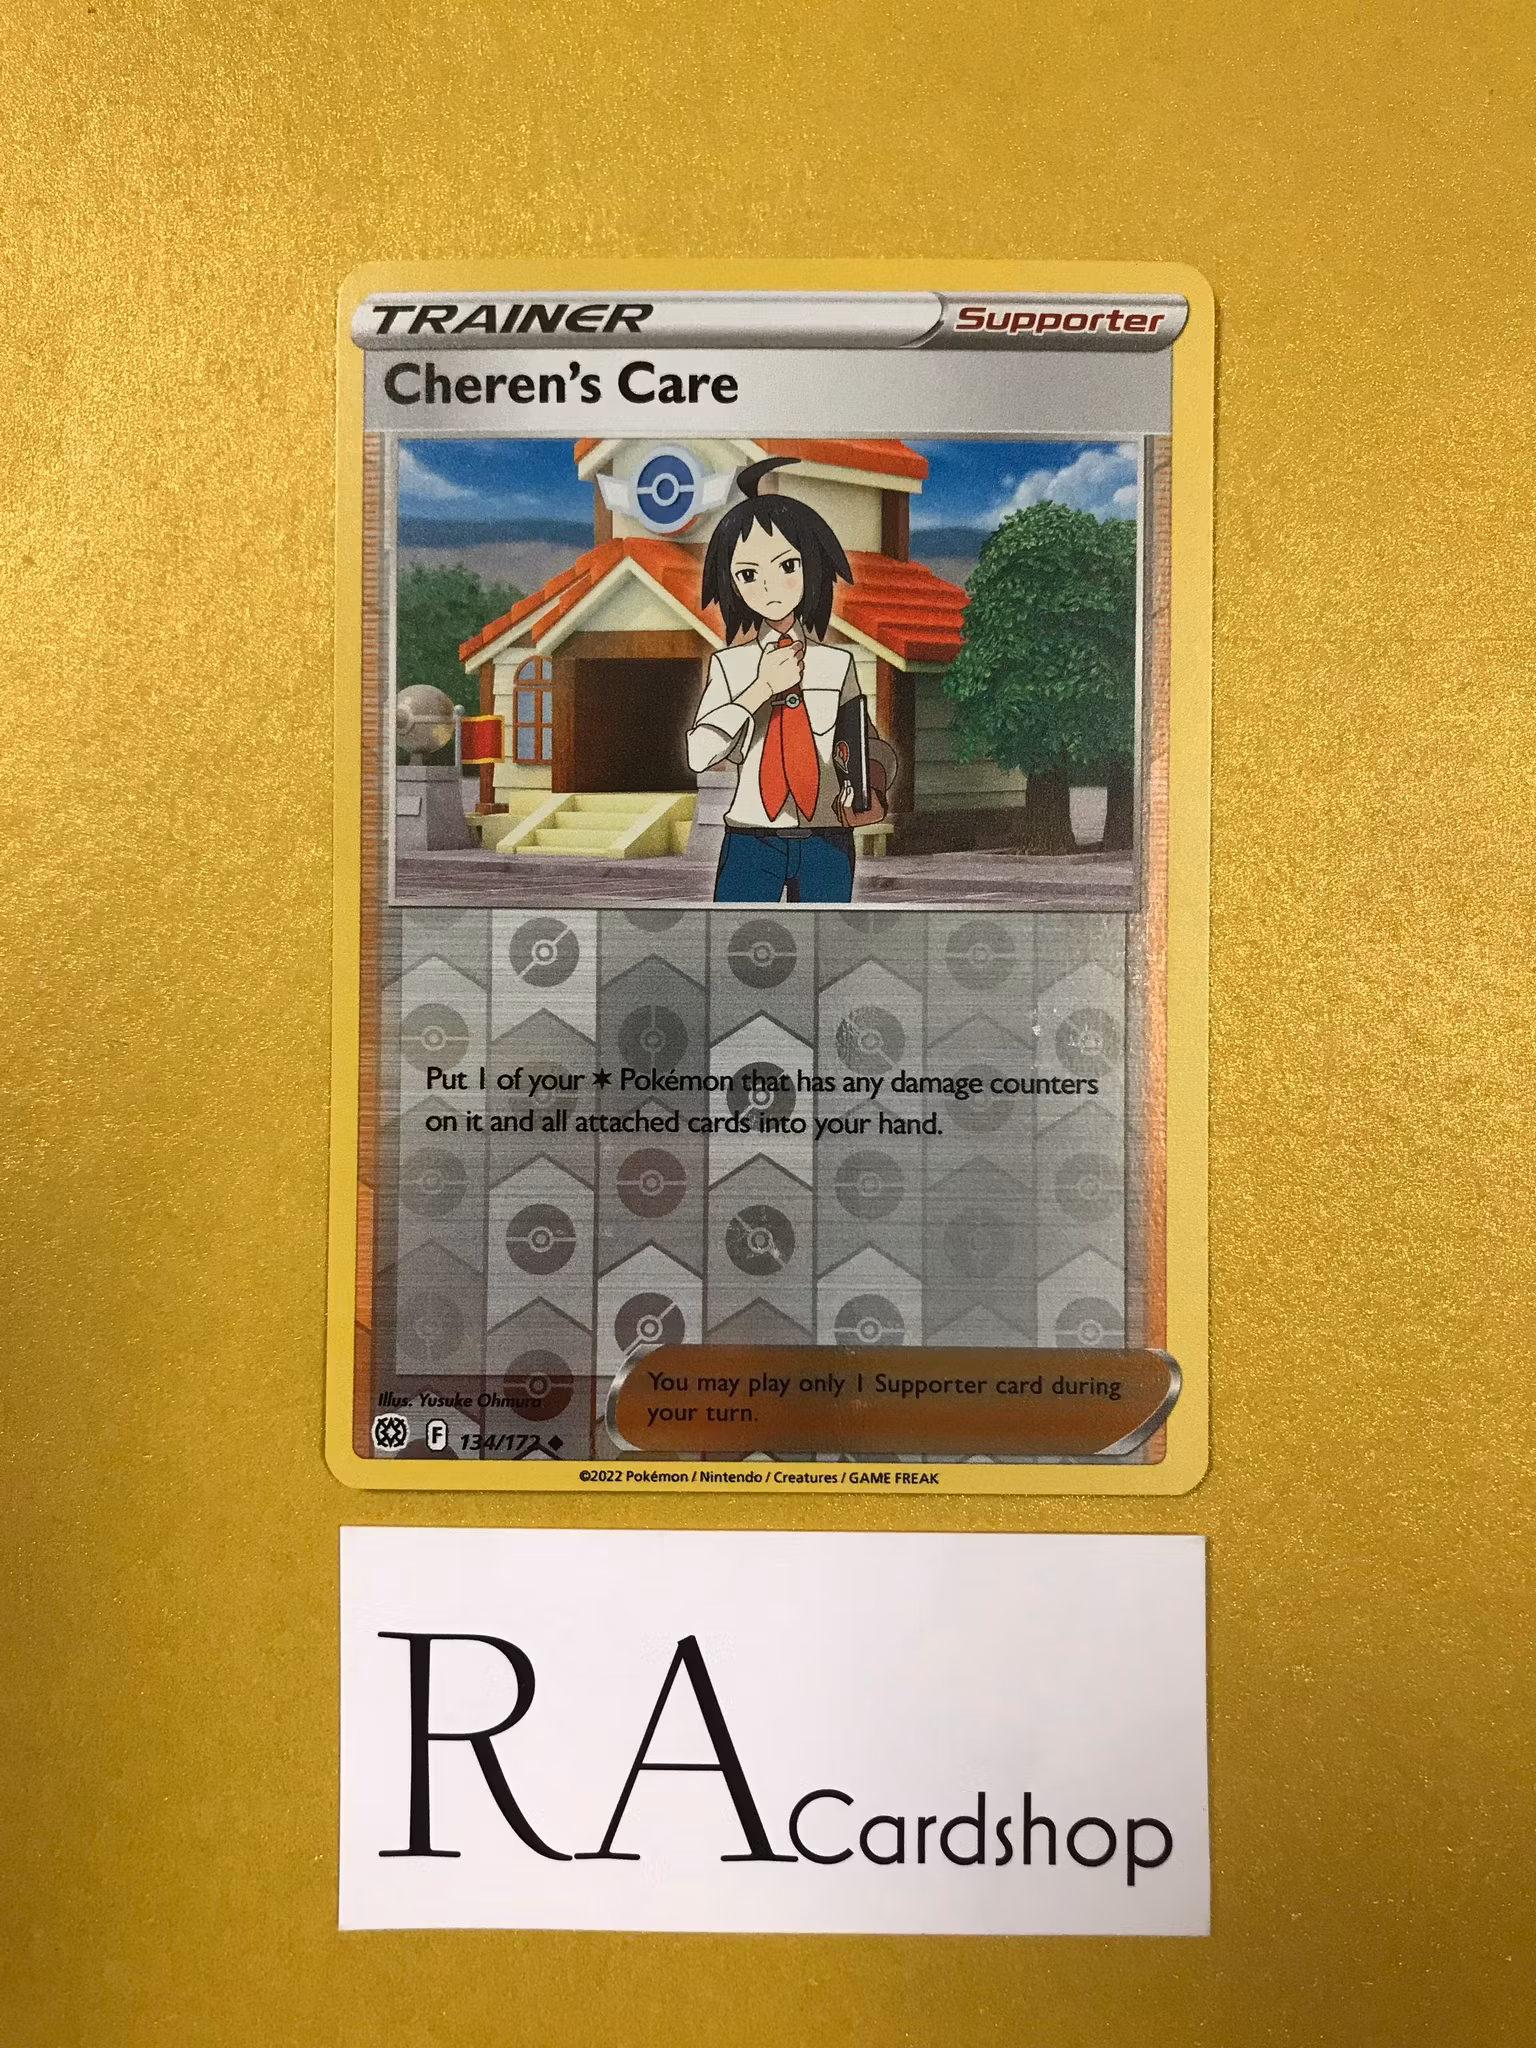 TRAINER
Supporter
Cheren's Care
Put 1 of your ✶ Pokémon that has any damage counters
on it and all attached cards into your hand.
You may play only 1 Supporter card during
your turn.
Illus. Yusuke Ohmura
F 134/172 ◆
©2022 Pokémon / Nintendo / Creatures / GAME FREAK
RA Cardshop